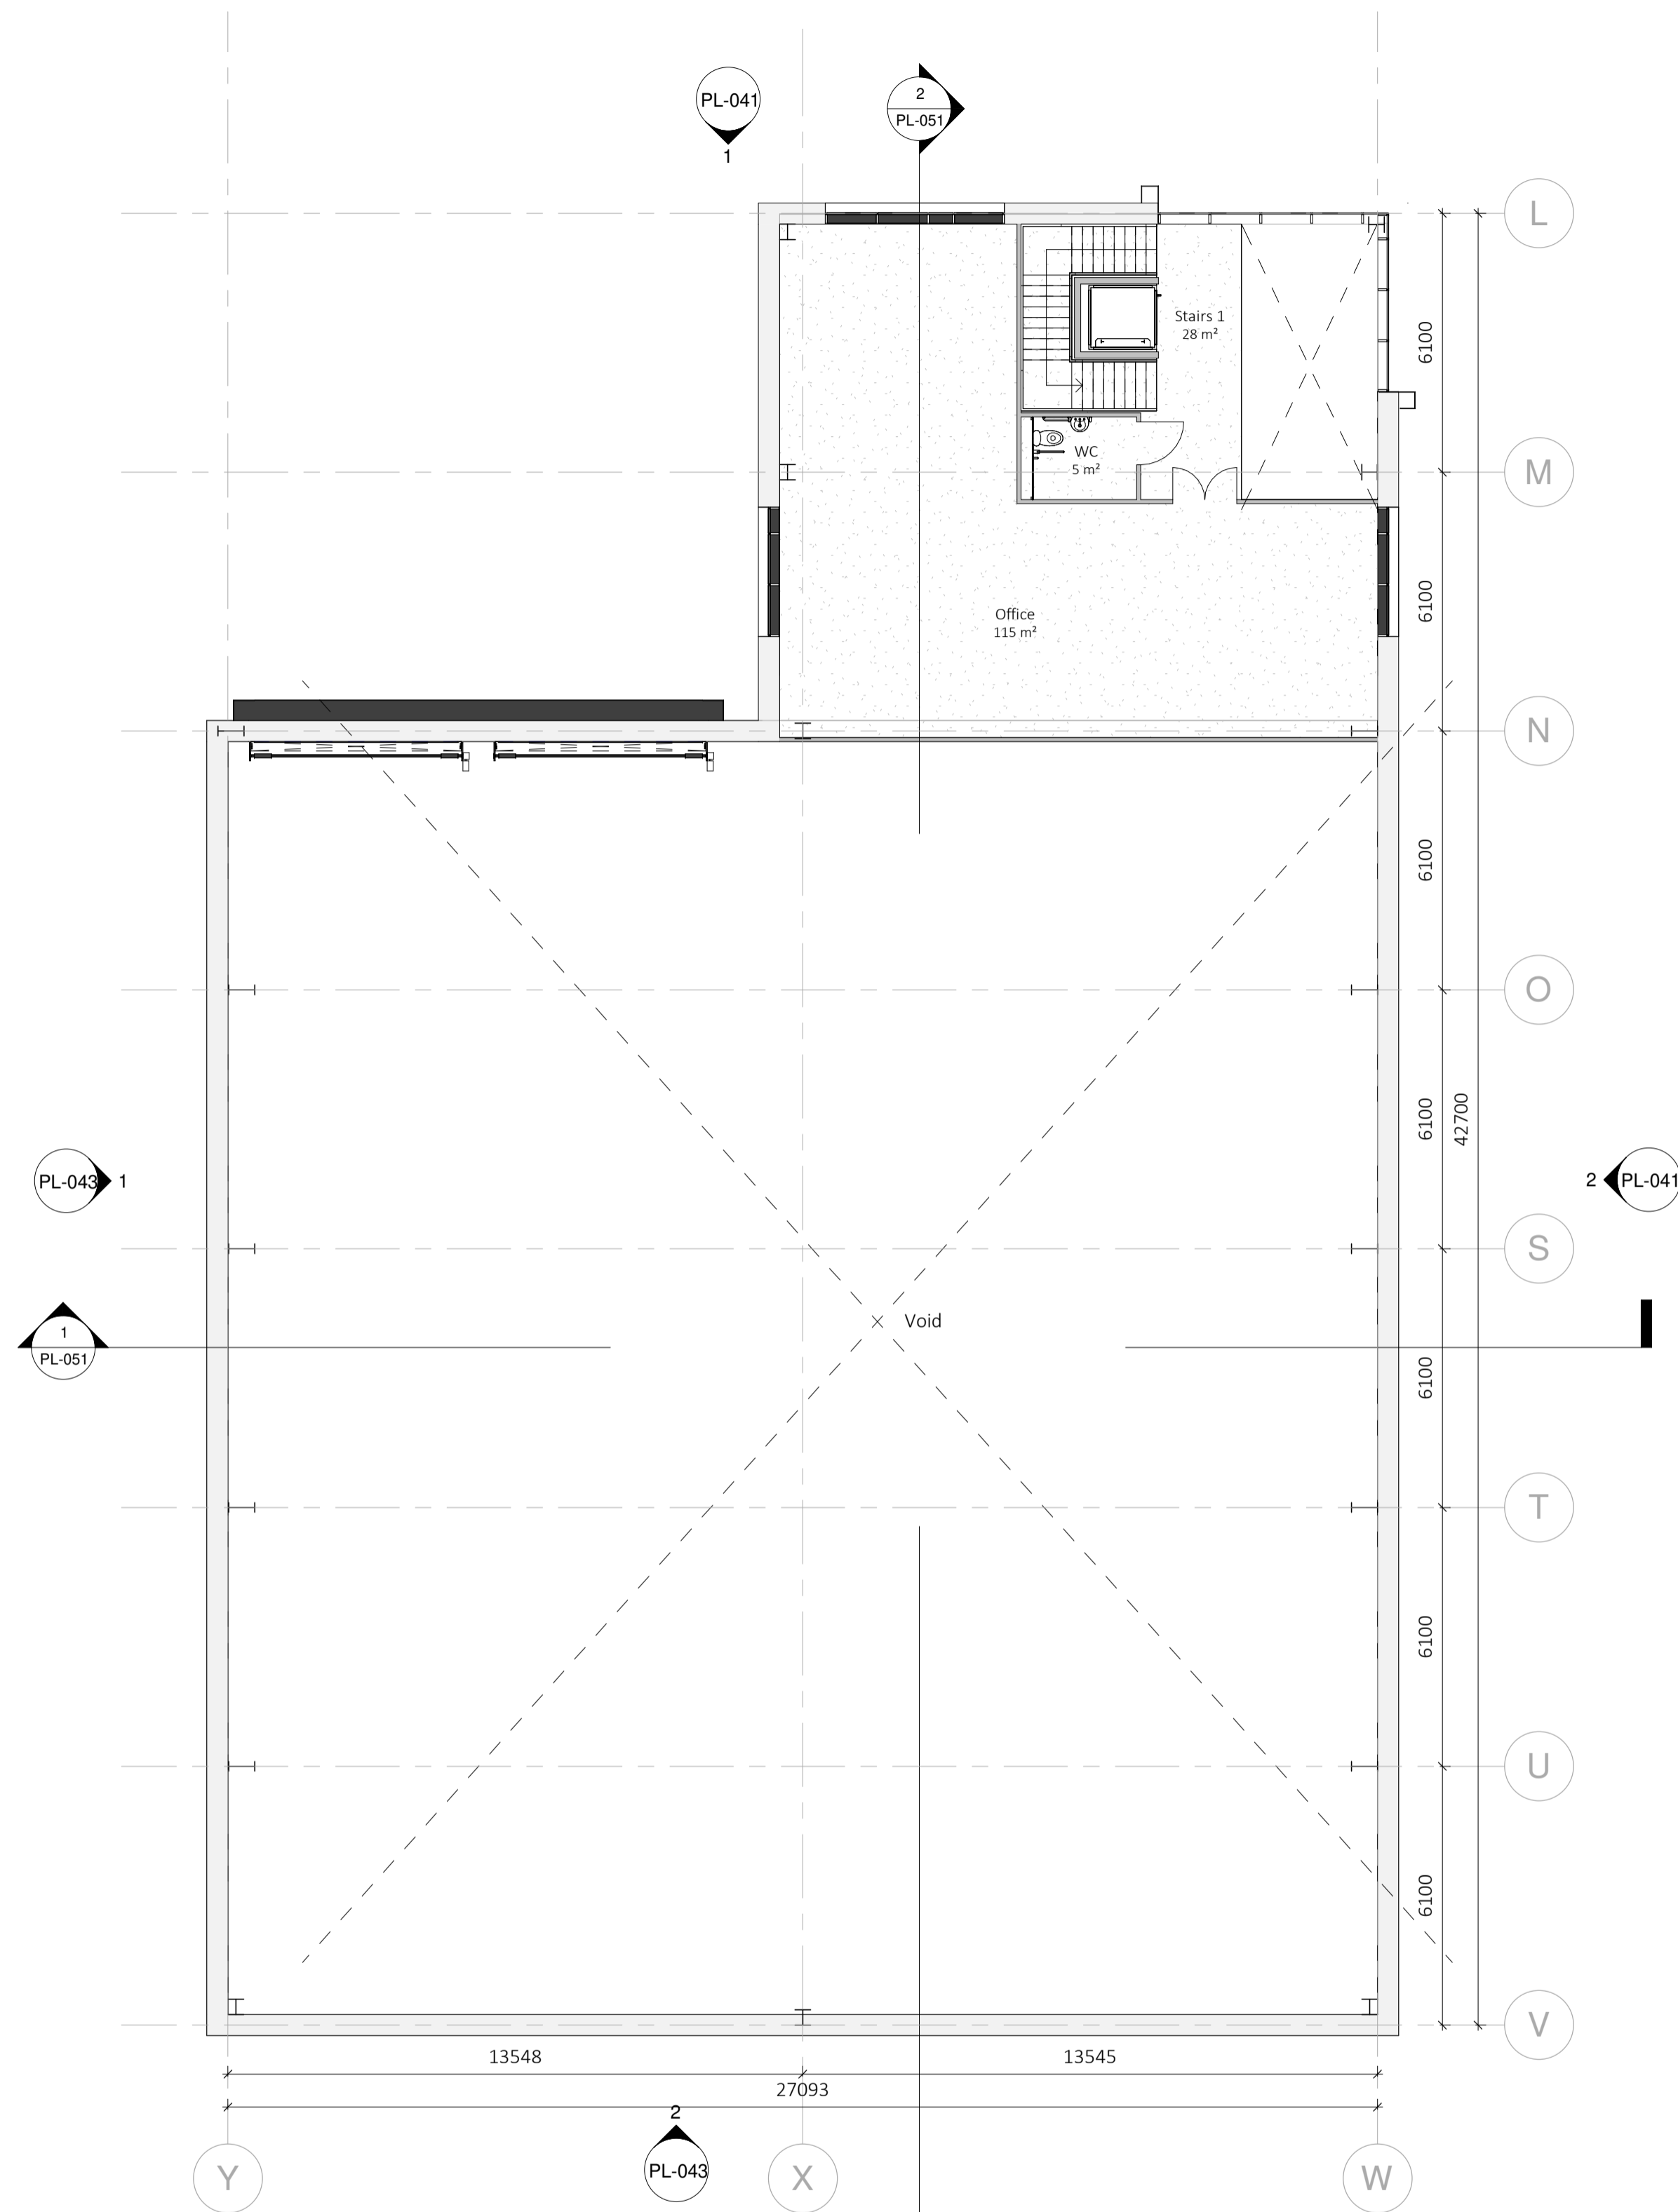 PL-041
1
2
PL-051
L
6100
Stairs 1
28 m²
WC
5 m²
M
6100
Office
115 m²
N
6100
O
6100
42700
PL-043
1
2
PL-041
S
Void
1
PL-051
6100
T
6100
U
6100
V
13548
13545
27093
2
PL-043
Y
X
W